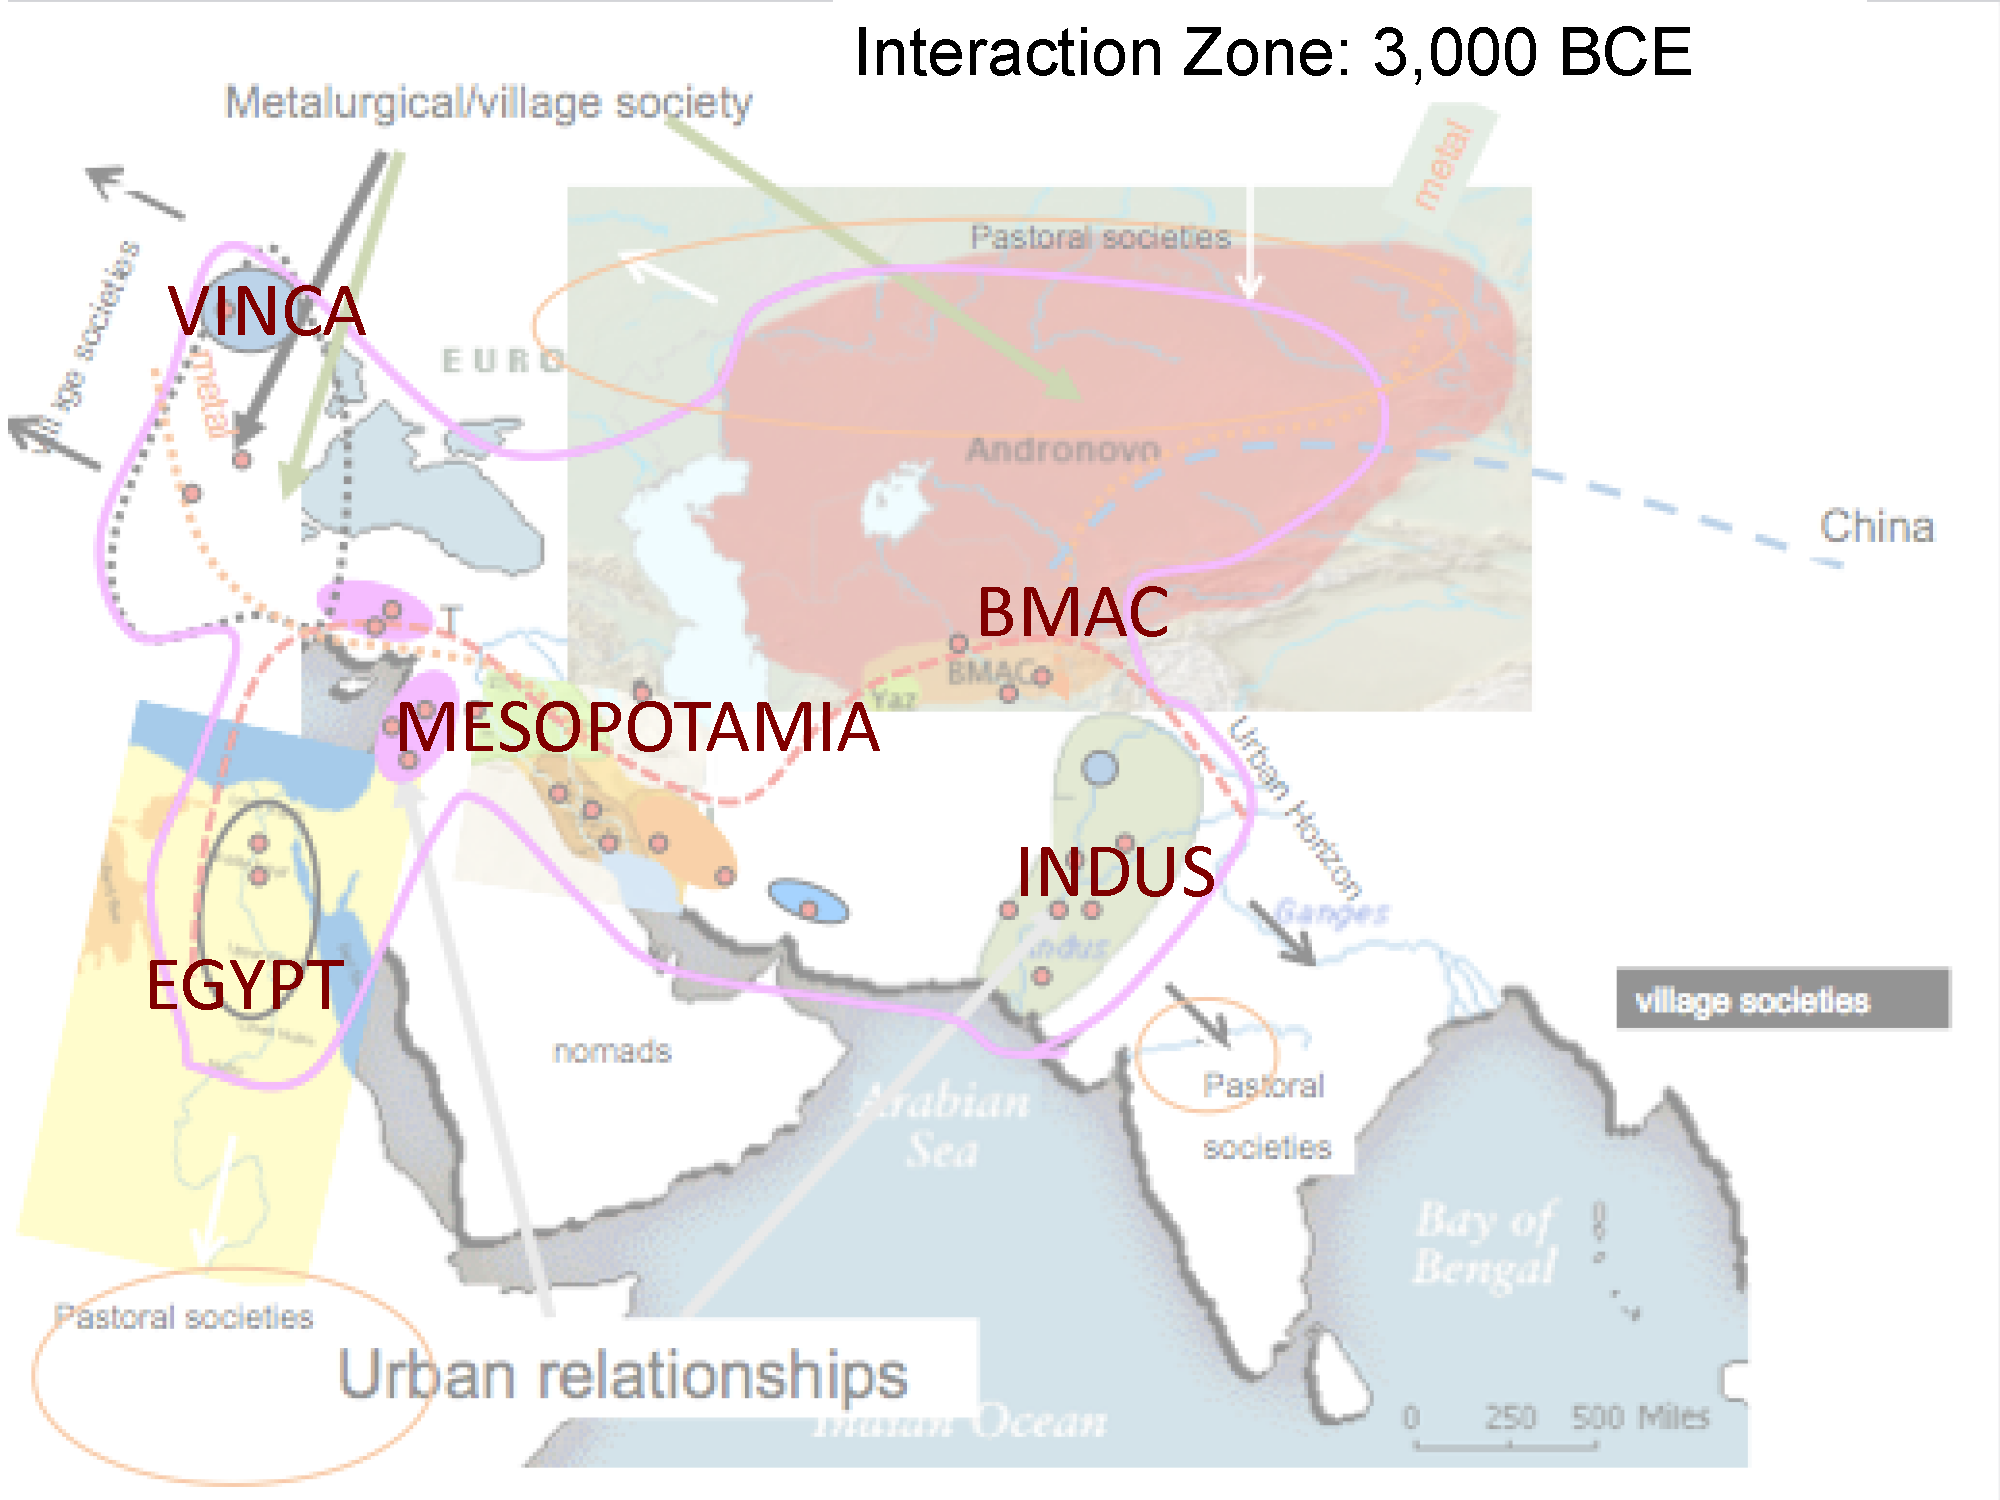 Interaction Zone: 3,000 BCE
Metalurgical/village society
metal
Pastoral societies
societies
VINCA
metal
EURO
Andronovo
China
T
BMAC
BMAC
Yaz
MESOPOTAMIA
Urban Horizon
INDUS
Ganges
Indus
EGYPT
village societies
nomads
Arabian
Sea
Pastoral
societies
Bay of
Bengal
Pastoral societies
Urban relationships
Indian Ocean
0 250 500 Miles